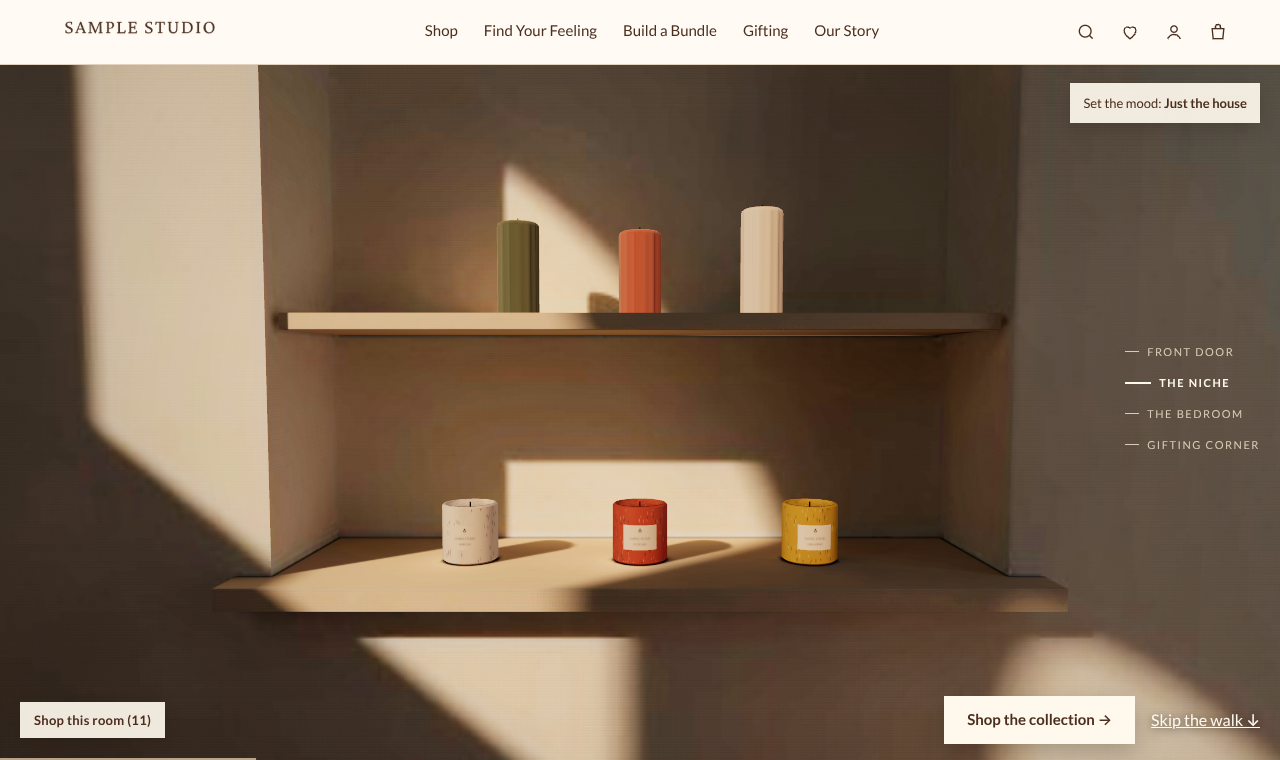 SAMPLE STUDIO
Shop
Find Your Feeling
Build a Bundle
Gifting
Our Story
Set the mood: Just the house
FRONT DOOR
THE NICHE
THE BEDROOM
GIFTING CORNER
Shop this room (11)
Shop the collection →
Skip the walk ↓